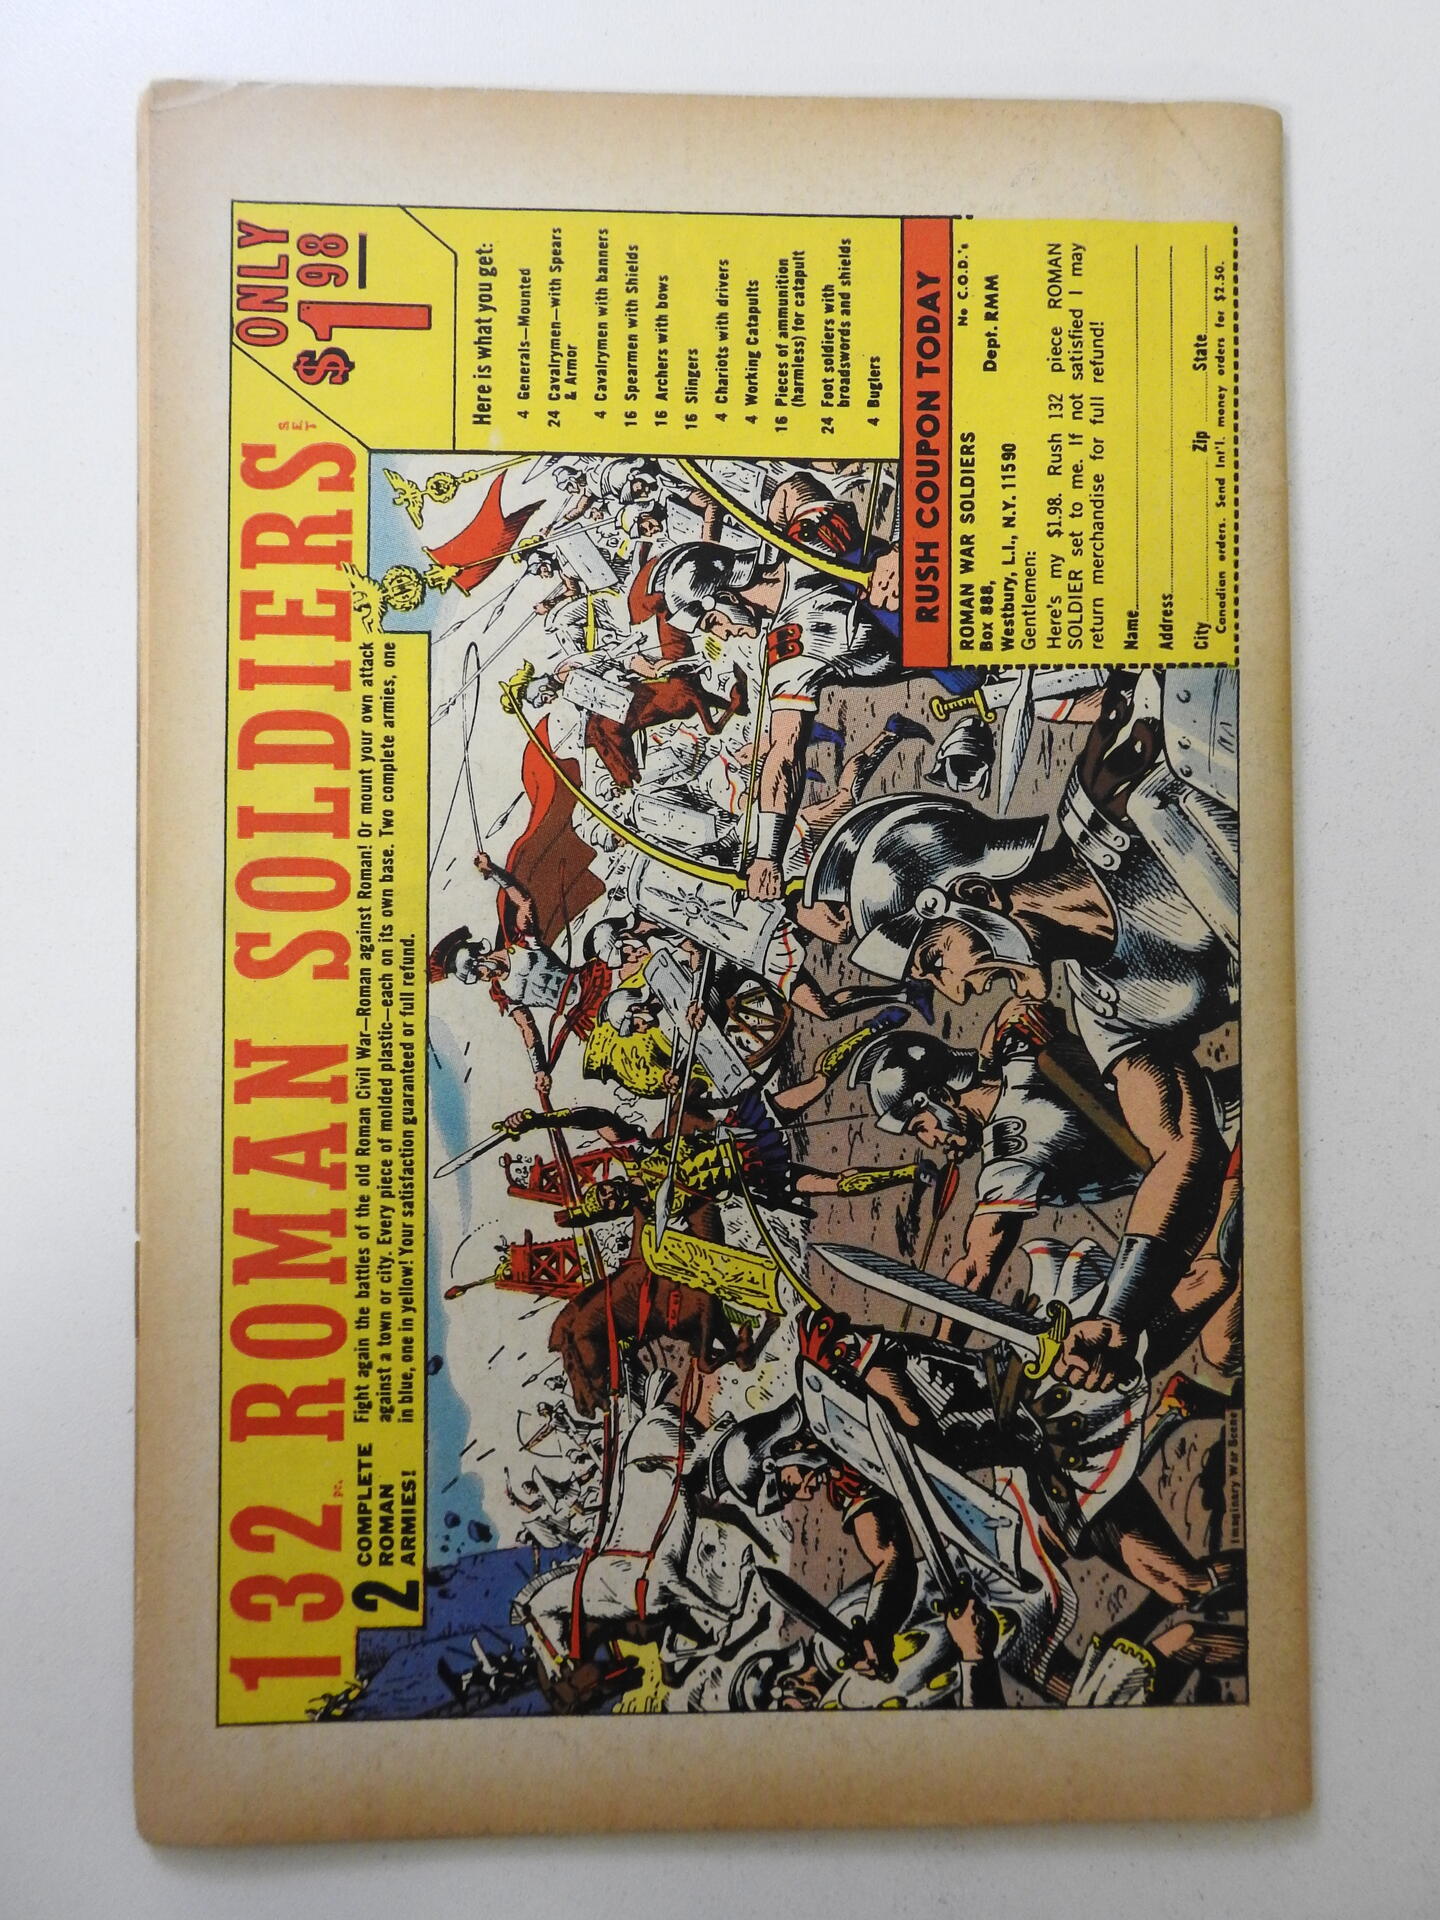 132 pc. ROMAN SOLDIERS SET
ONLY
$1 98
2 COMPLETE
ROMAN
ARMIES!
Fight again the battles of the old Roman Civil War—Roman against Roman! Or mount your own attack
against a town or city. Every piece of molded plastic—each on its own base. Two complete armies, one
in blue, one in yellow! Your satisfaction guaranteed or full refund.
Here is what you get:
4 Generals—Mounted
24 Cavalrymen—with Spears
& Armor
4 Cavalrymen with banners
16 Spearmen with Shields
16 Archers with bows
16 Slingers
4 Chariots with drivers
4 Working Catapults
16 Pieces of ammunition
(harmless) for catapult
24 Foot soldiers with
broadswords and shields
4 Buglers
RUSH COUPON TODAY
ROMAN WAR SOLDIERS No C.O.D.'s
Box 888,
Westbury, L.I., N.Y. 11590 Dept. RMM
Gentlemen:
Here's my $1.98. Rush 132 piece ROMAN
SOLDIER set to me. If not satisfied I may
return merchandise for full refund!
Name
Address
City Zip State
Canadian orders. Send Int'l. money orders for $2.50.
Imaginary War Scene